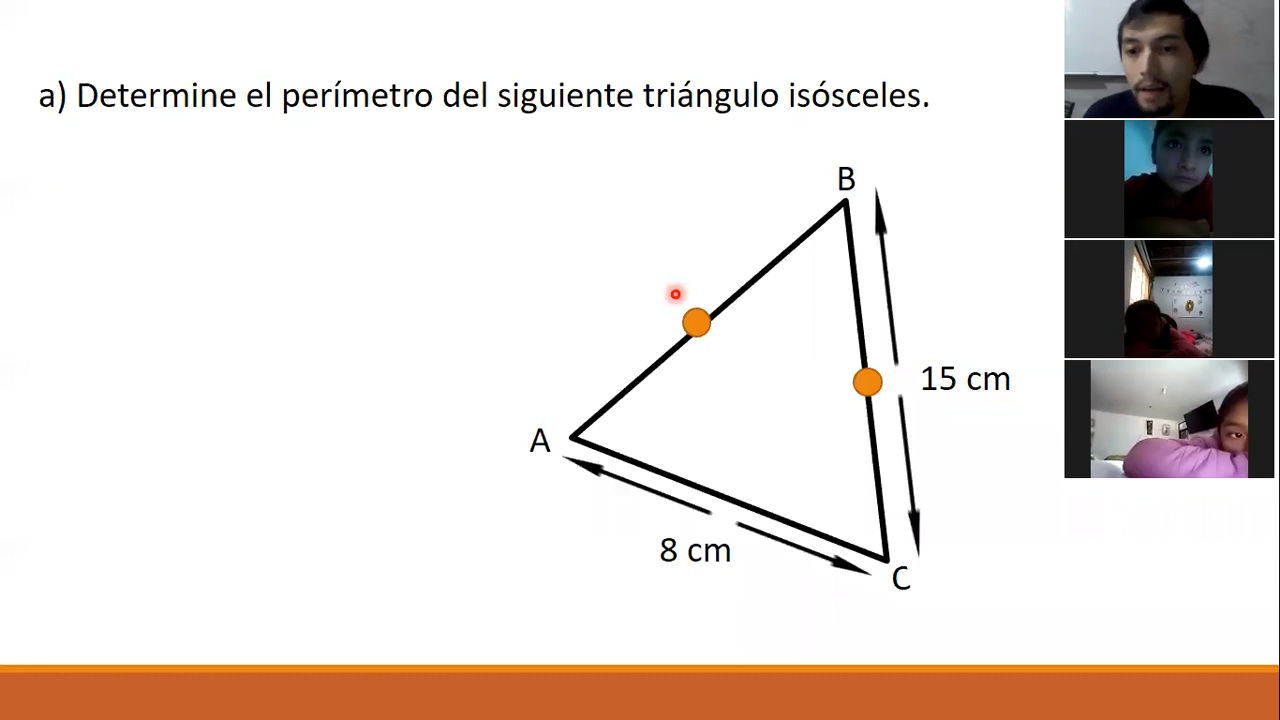 a) Determine el perímetro del siguiente triángulo isósceles.
B
15 cm
A
8 cm
C